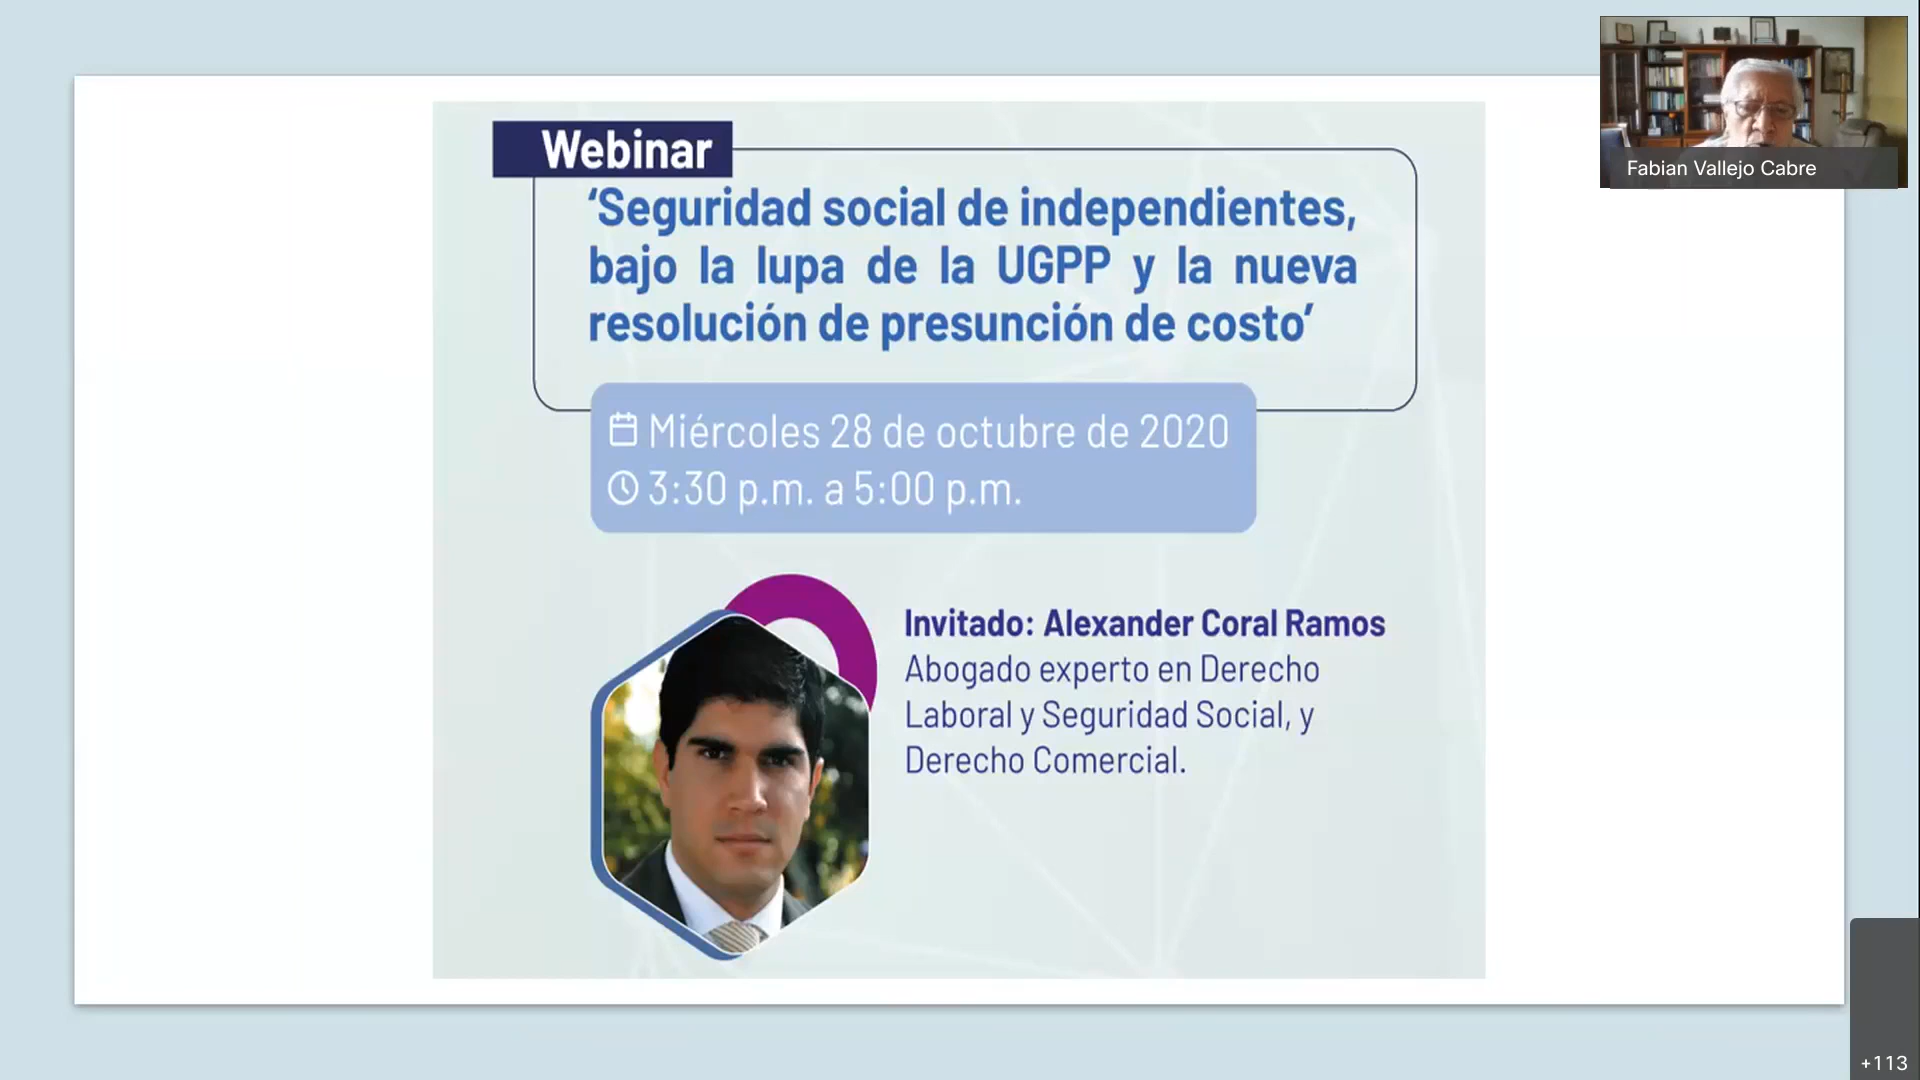 Webinar
‘Seguridad social de independientes,
bajo la lupa de la UGPP y la nueva
resolución de presunción de costo’
Miércoles 28 de octubre de 2020
3:30 p.m. a 5:00 p.m.
Invitado: Alexander Coral Ramos
Abogado experto en Derecho
Laboral y Seguridad Social, y
Derecho Comercial.
Fabian Vallejo Cabre
+113